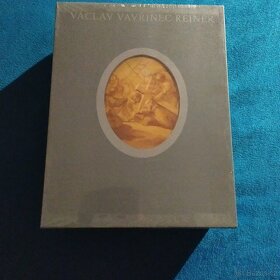 VÁCLAV VAVŘINEC REINER